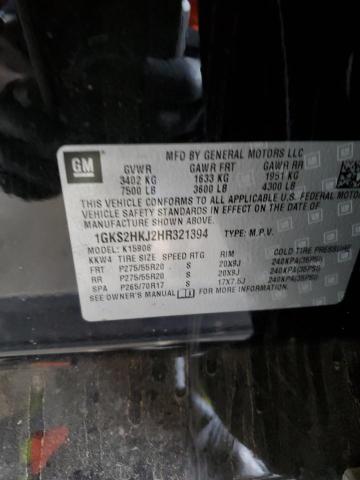 GM
MFD BY GENERAL MOTORS LLC
GVWR GAWR FRT GAWR RR
3402 KG 1633 KG 1951 KG
7500 LB 3600 LB 4300 LB
THIS VEHICLE CONFORMS TO ALL APPLICABLE U.S. FEDERAL MOTOR
VEHICLE SAFETY STANDARDS IN EFFECT ON THE DATE OF
MANUFACTURE SHOWN ABOVE.
1GKS2HKJ2HR321394 TYPE: M.P.V.
MODEL: K15906
KKW4 TIRE SIZE SPEED RTG RIM COLD TIRE PRESSURE
FRT P275/55R20 S 20X9J 240KPA(35PSI)
RR P275/55R20 S 20X9J 240KPA(35PSI)
SPA P265/70R17 S 17X7.5J 240KPA(35PSI)
SEE OWNER'S MANUAL FOR MORE INFORMATION.